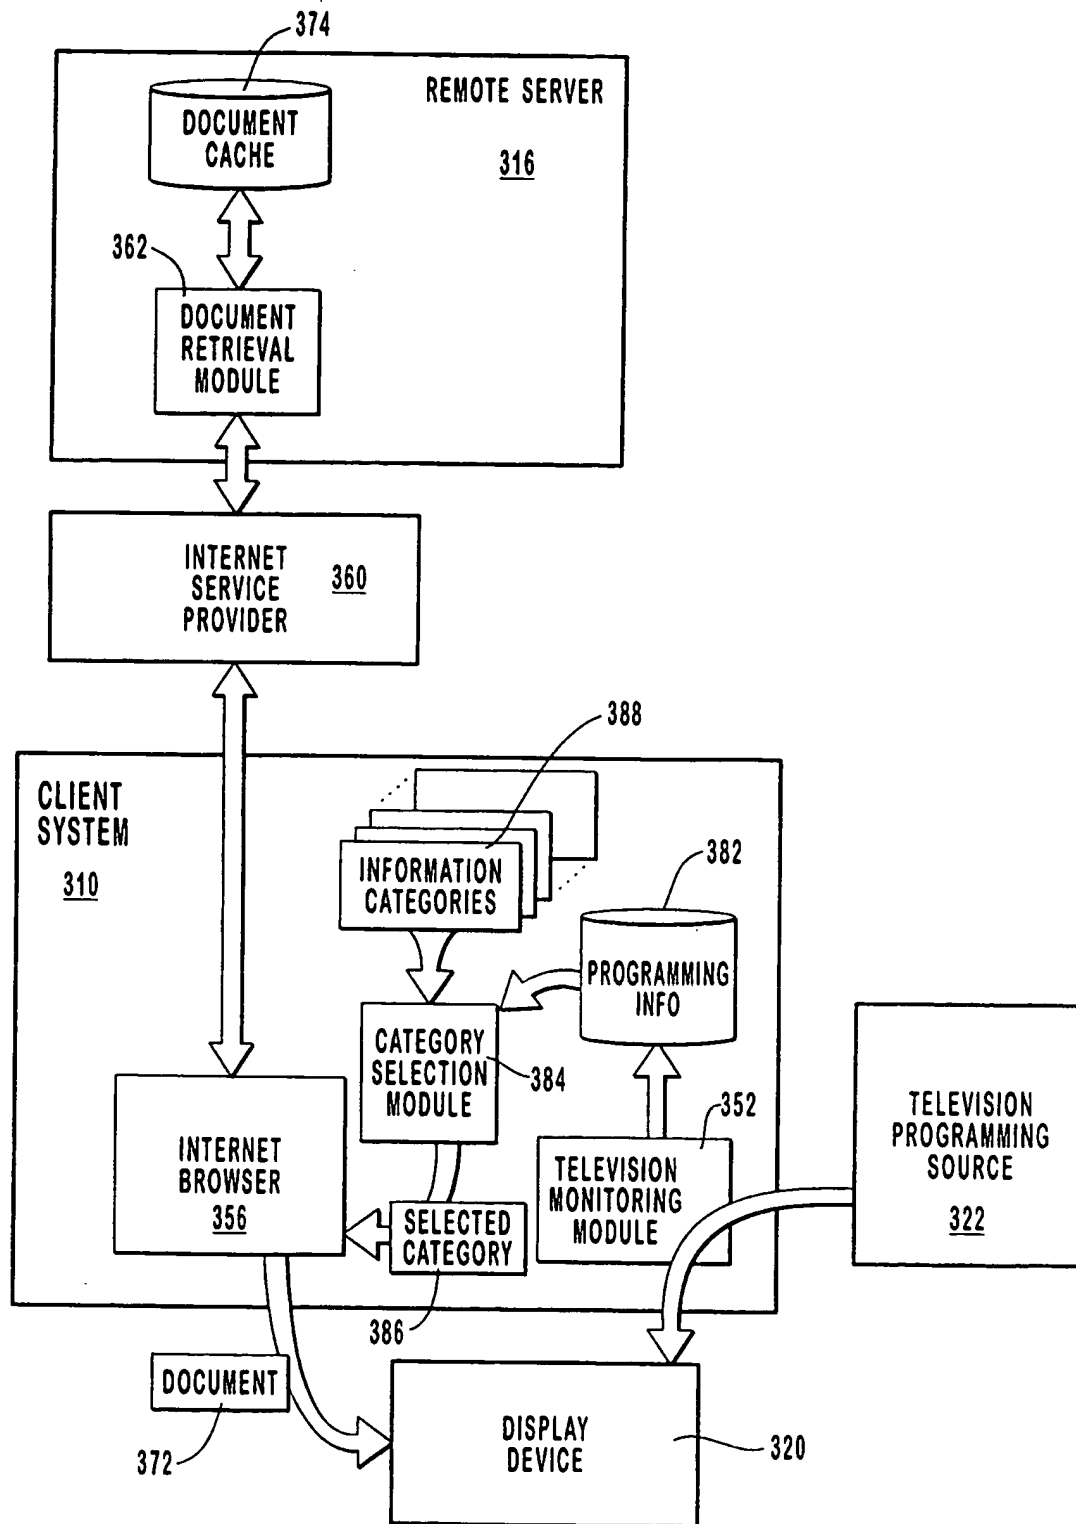 374
REMOTE SERVER
316
DOCUMENT
CACHE
362
DOCUMENT
RETRIEVAL
MODULE
INTERNET
SERVICE
PROVIDER
360
388
CLIENT
SYSTEM
310
INFORMATION
CATEGORIES
382
PROGRAMMING
INFO
CATEGORY
SELECTION
MODULE
384
352
TELEVISION
MONITORING
MODULE
TELEVISION
PROGRAMMING
SOURCE
322
INTERNET
BROWSER
356
SELECTED
CATEGORY
386
DOCUMENT
372
DISPLAY
DEVICE
320